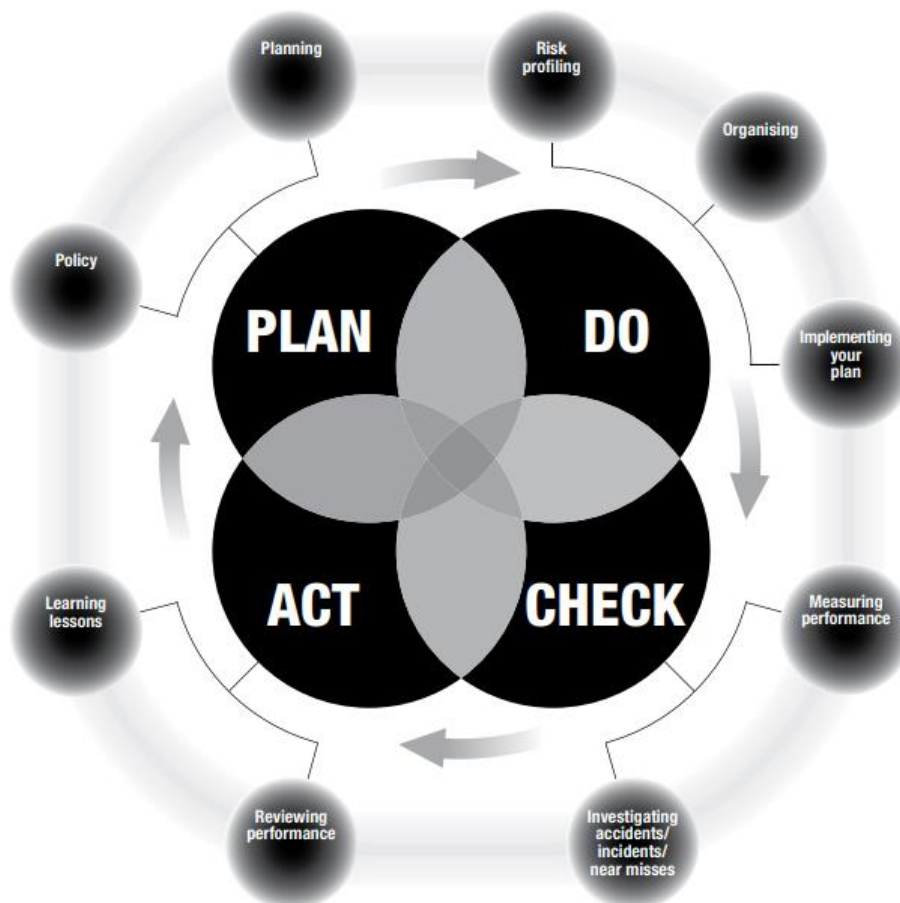 Planning
Risk
profiling
Organising
Policy
PLAN
DO
Implementing
your
plan
ACT
CHECK
Learning
lessons
Measuring
performance
Reviewing
performance
Investigating
accidents/
incidents/
near misses